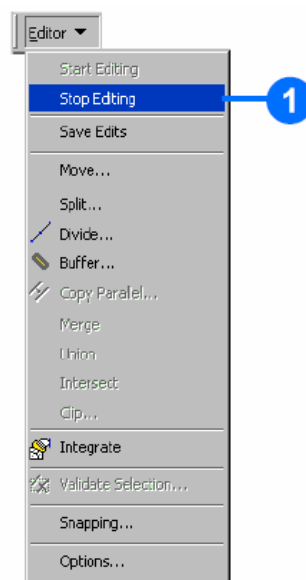 Editor
Start Editing
Stop Editing
1
Save Edits
Move...
Split...
Divide...
Buffer...
Copy Parallel...
Merge
Union
Intersect
Clip...
Integrate
Validate Selection...
Snapping...
Options...